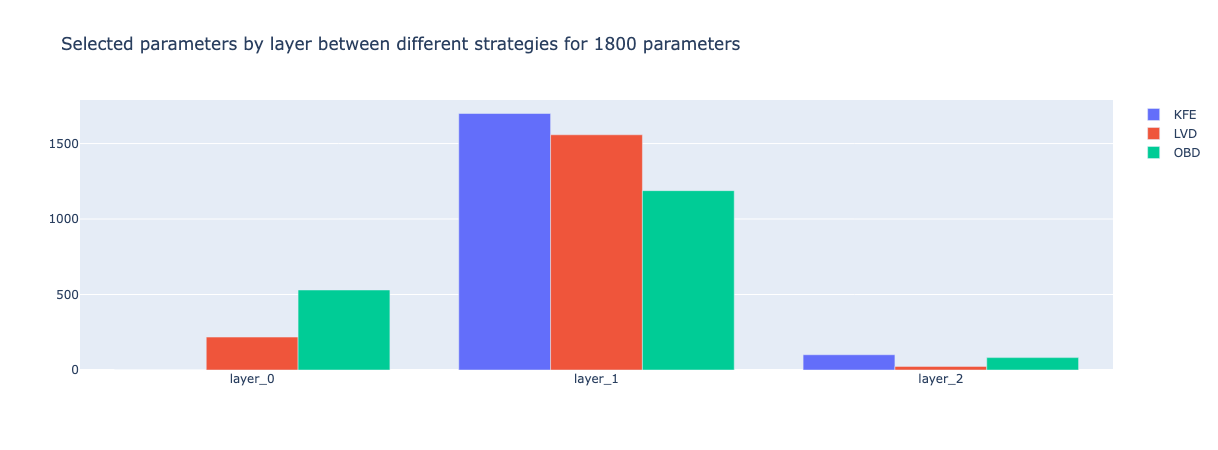 Selected parameters by layer between different strategies for 1800 parameters
KFE
LVD
OBD
1500
1000
500
0
layer_0
layer_1
layer_2